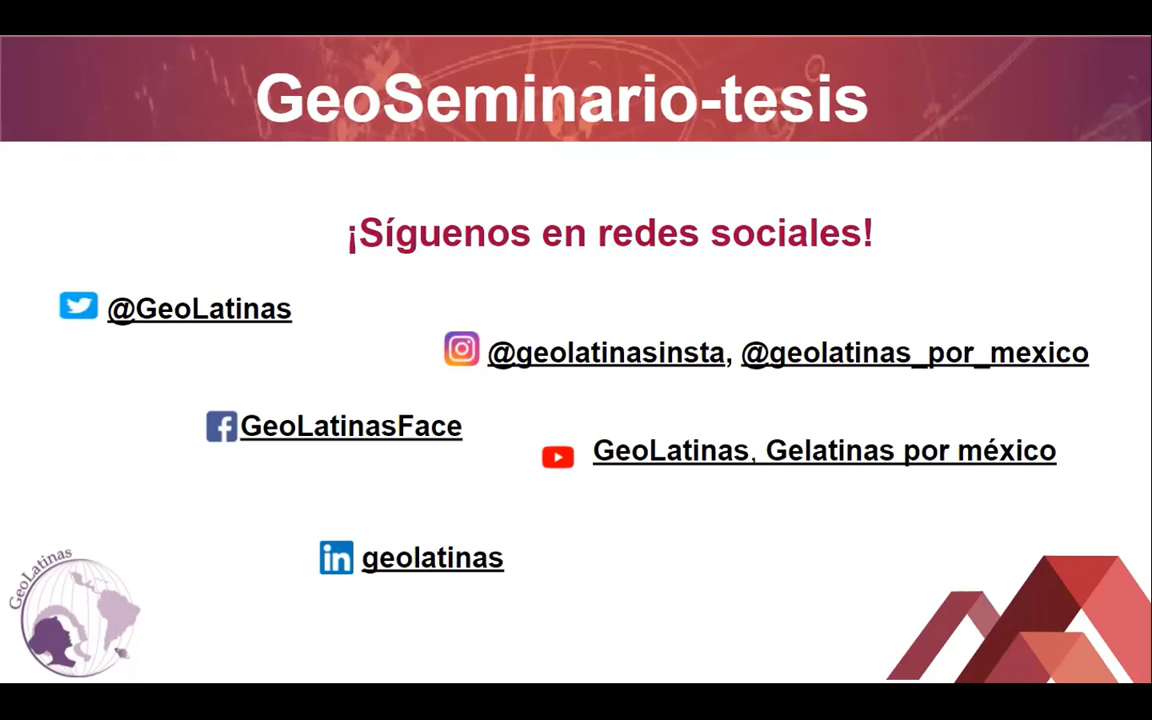 GeoSeminario-tesis
¡Síguenos en redes sociales!
@GeoLatinas
@geolatinasinsta, @geolatinas_por_mexico
GeoLatinasFace
GeoLatinas, Gelatinas por méxico
geolatinas
GeoLatinas